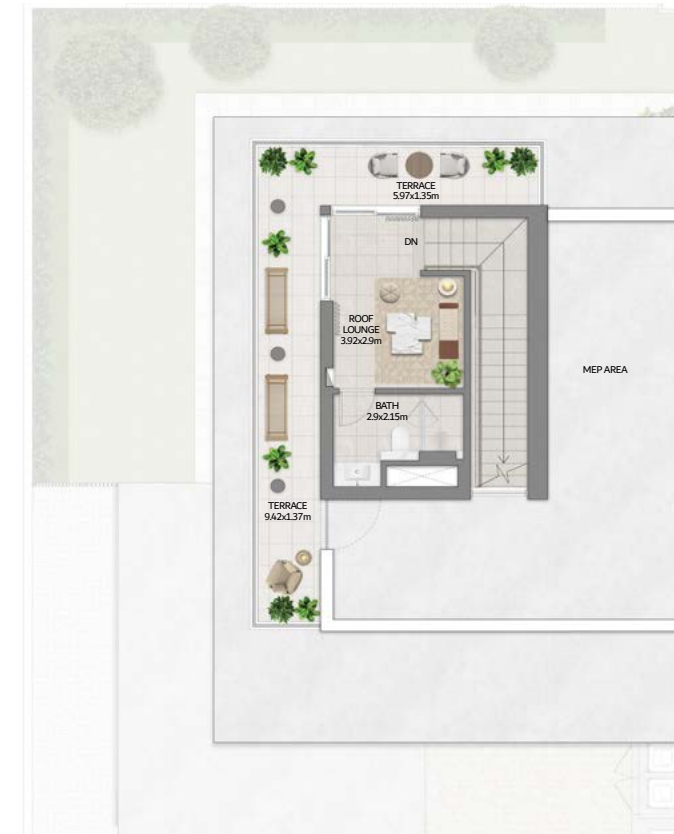 TERRACE
5.97x1.35m
DN
ROOF
LOUNGE
3.92x2.9m
MEP AREA
BATH
2.9x2.15m
TERRACE
9.42x1.37m